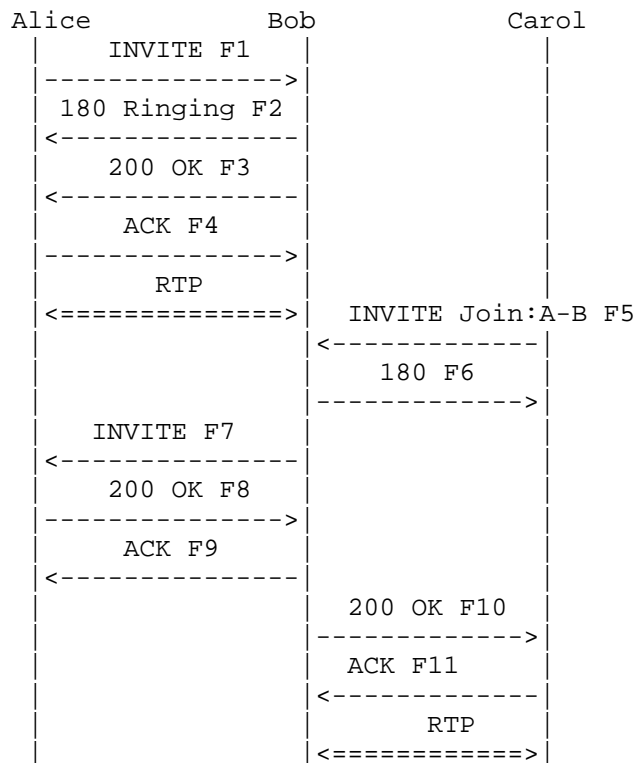 Alice Bob Carol
INVITE F1
180 Ringing F2
200 OK F3
ACK F4
RTP
INVITE Join:A-B F5
180 F6
INVITE F7
200 OK F8
ACK F9
200 OK F10
ACK F11
RTP